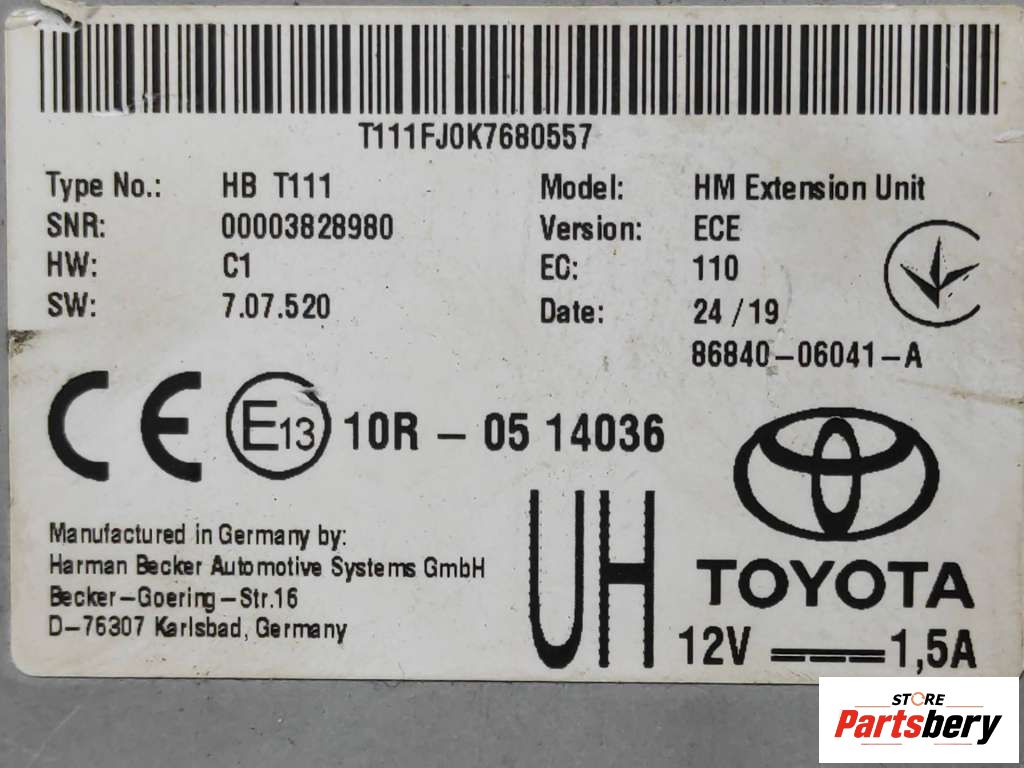 T111FJ0K7680557
Type No.: HB T111 Model: HM Extension Unit
SNR: 00003828980 Version: ECE
HW: C1 EC: 110
SW: 7.07.520 Date: 24 / 19
86840-06041-A
CE E13 10R - 05 14036
Manufactured in Germany by:
Harman Becker Automotive Systems GmbH
Becker-Goering-Str.16
D-76307 Karlsbad, Germany
UH
TOYOTA
12V 1,5A
STORE
Partsbery